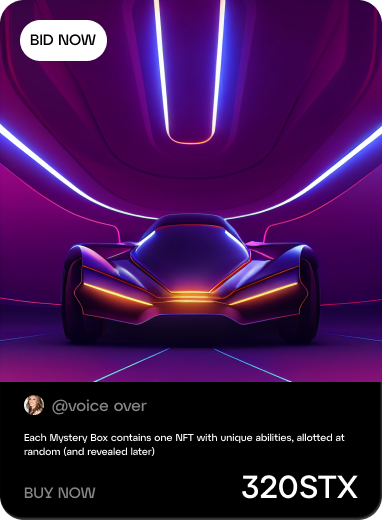 BID NOW
@voice over
Each Mystery Box contains one NFT with unique abilities, allotted at
random (and revealed later)
BUY NOW
320STX